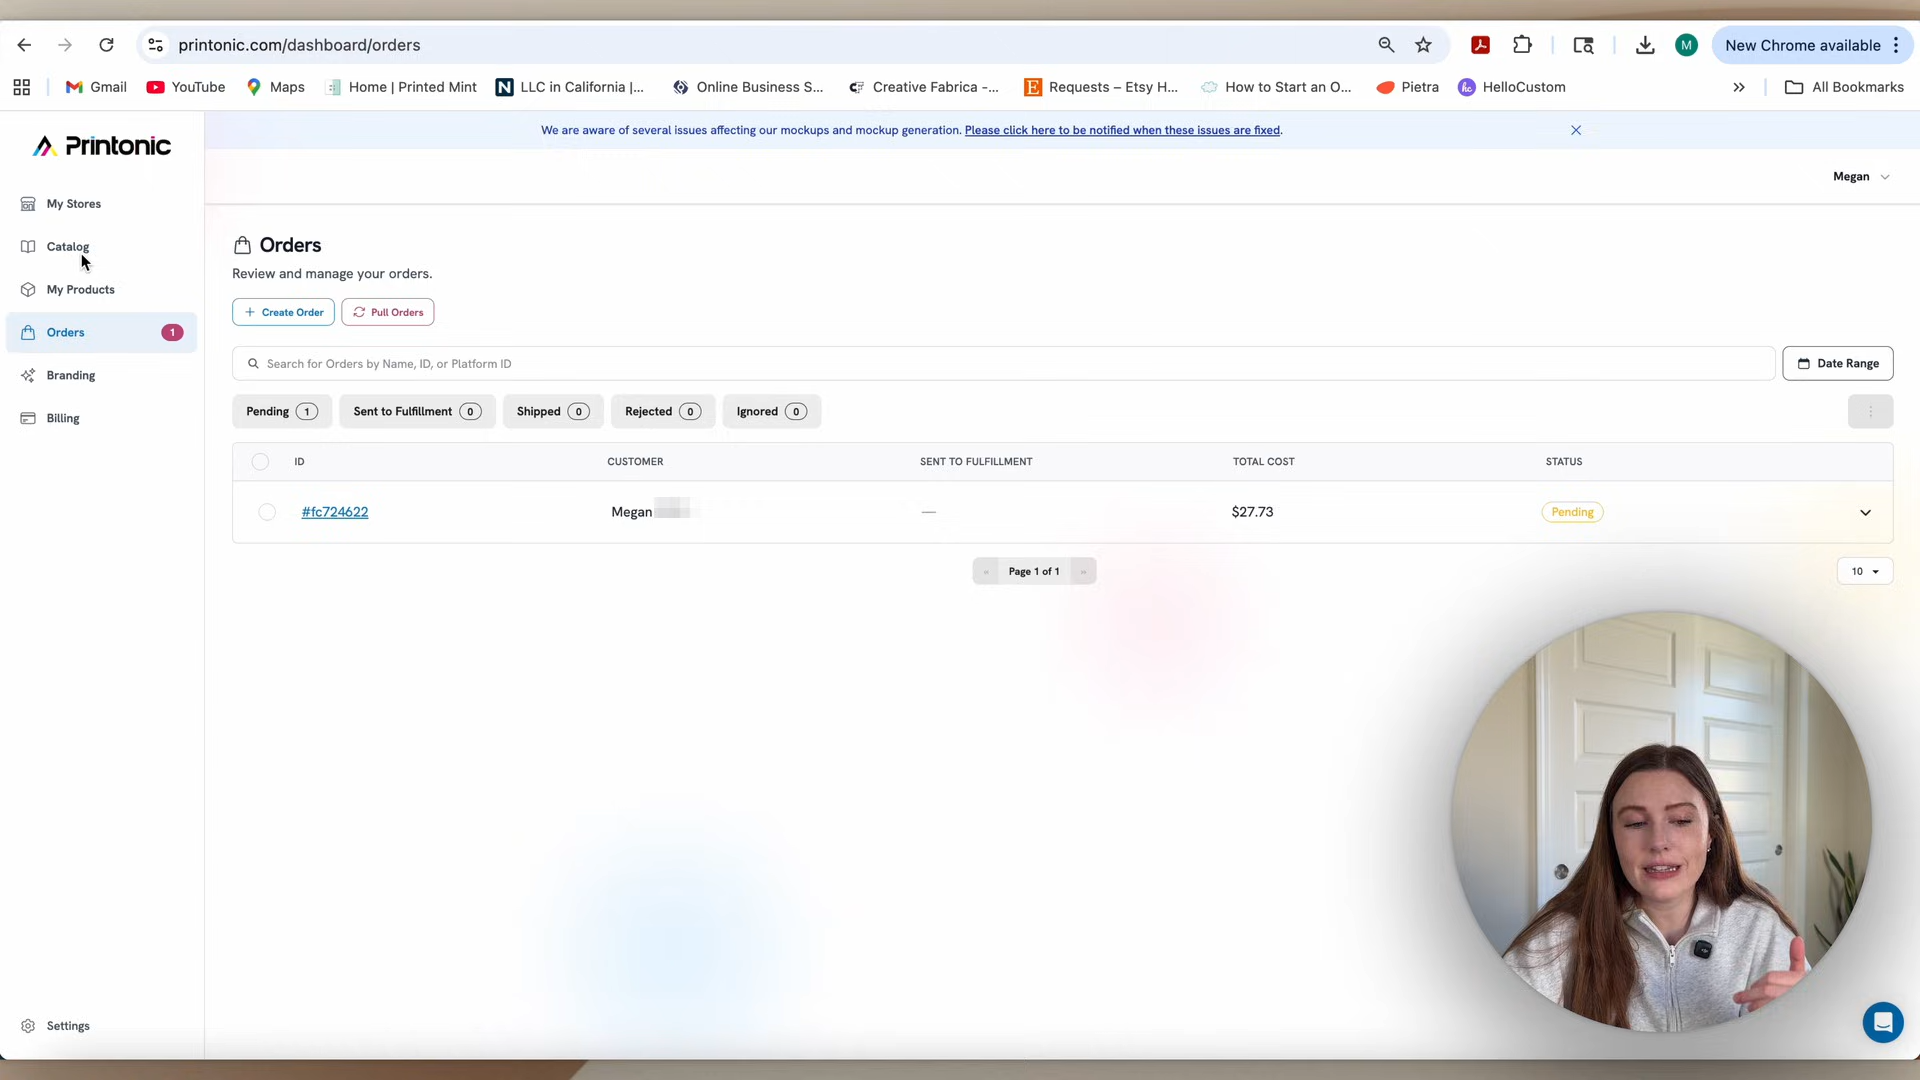 printonic.com/dashboard/orders
M
New Chrome available
Gmail
YouTube
Maps
Home | Printed Mint
N
LLC in California |...
Online Business S...
CF
Creative Fabrica -...
E
Requests – Etsy H...
How to Start an O...
Pietra
hc
HelloCustom
All Bookmarks
Printonic
We are aware of several issues affecting our mockups and mockup generation. Please click here to be notified when these issues are fixed.
Megan
My Stores
Catalog
My Products
Orders 1
Branding
Billing
Settings
Orders
Review and manage your orders.
+ Create Order
Pull Orders
Search for Orders by Name, ID, or Platform ID
Date Range
Pending 1
Sent to Fulfillment 0
Shipped 0
Rejected 0
Ignored 0
ID CUSTOMER SENT TO FULFILLMENT TOTAL COST STATUS
#fc724622 Megan — $27.73 Pending
« Page 1 of 1 »
10